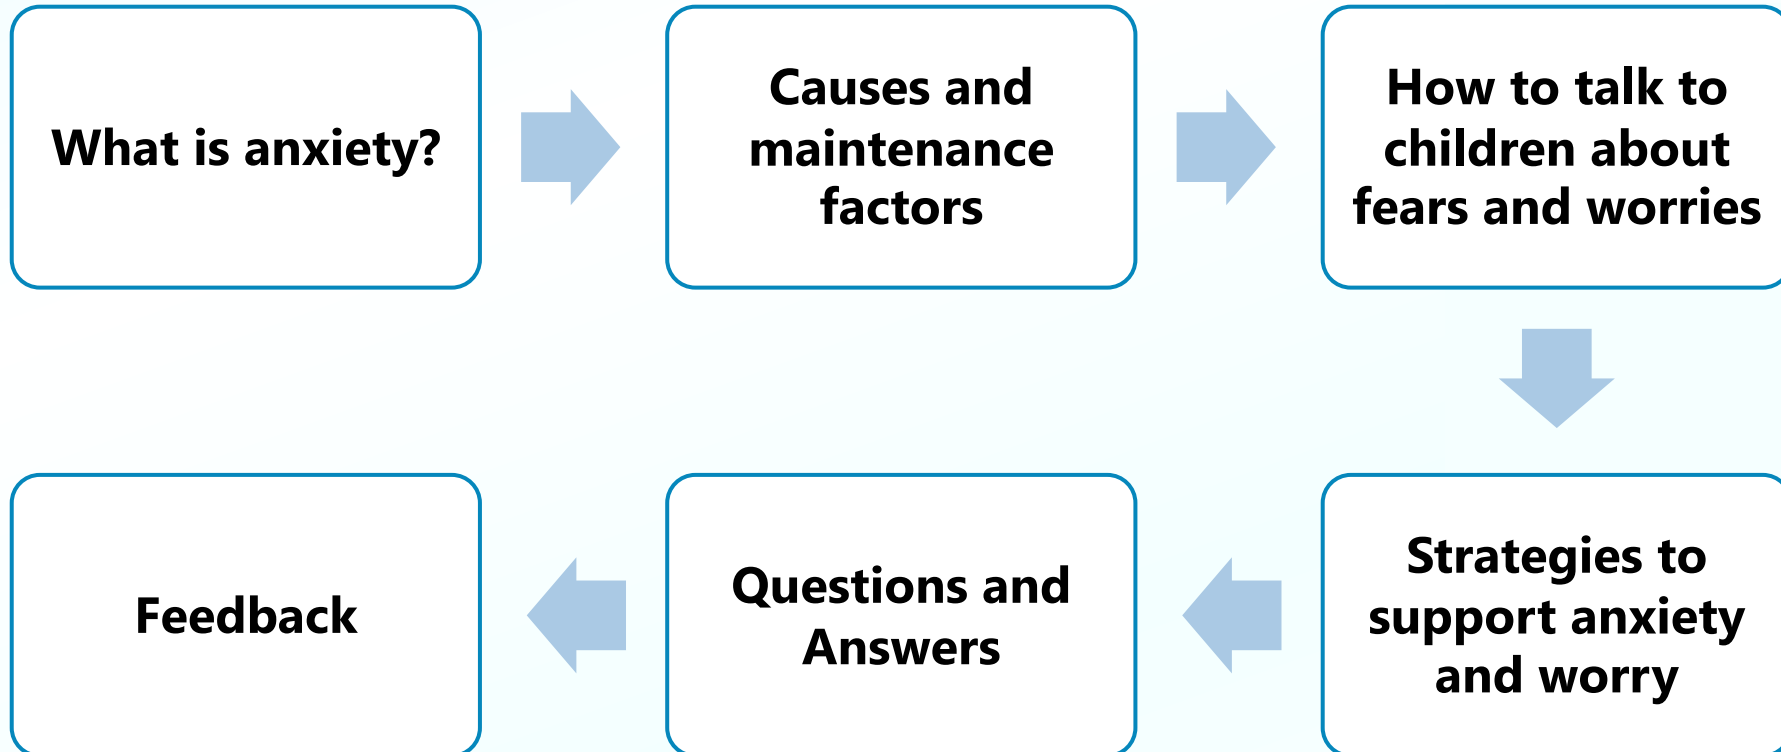 What is anxiety?
Causes and
maintenance
factors
How to talk to
children about
fears and worries
Strategies to
support anxiety
and worry
Questions and
Answers
Feedback